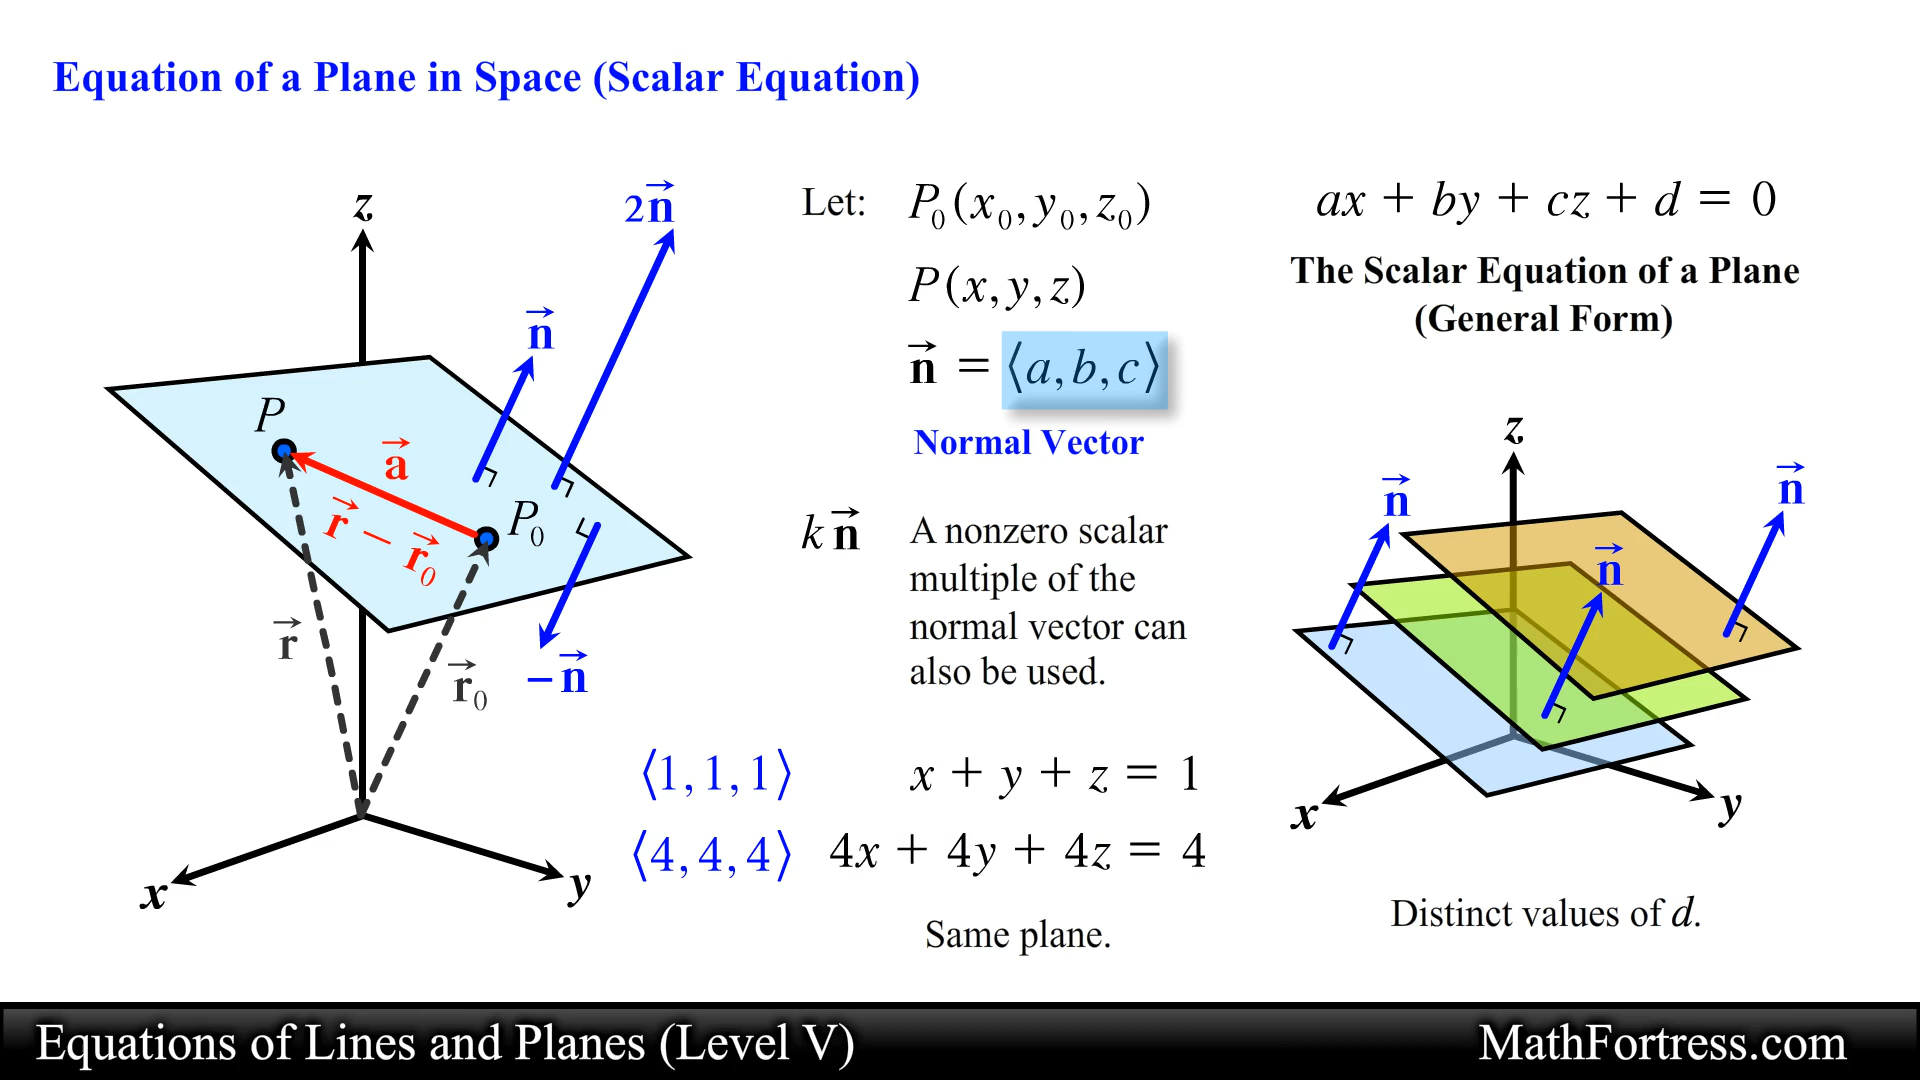 Equation of a Plane in Space (Scalar Equation)
z
2n⃗
n⃗
P
a⃗
r⃗ − r⃗₀
P₀
r⃗
r⃗₀
−n⃗
x
y
Let: P₀(x₀, y₀, z₀)
P(x, y, z)
n⃗ = ⟨a, b, c⟩
Normal Vector
kn⃗ A nonzero scalar
multiple of the
normal vector can
also be used.
⟨1, 1, 1⟩ x + y + z = 1
⟨4, 4, 4⟩ 4x + 4y + 4z = 4
Same plane.
ax + by + cz + d = 0
The Scalar Equation of a Plane
(General Form)
z
n⃗
n⃗
n⃗
x
y
Distinct values of d.
Equations of Lines and Planes (Level V)
MathFortress.com